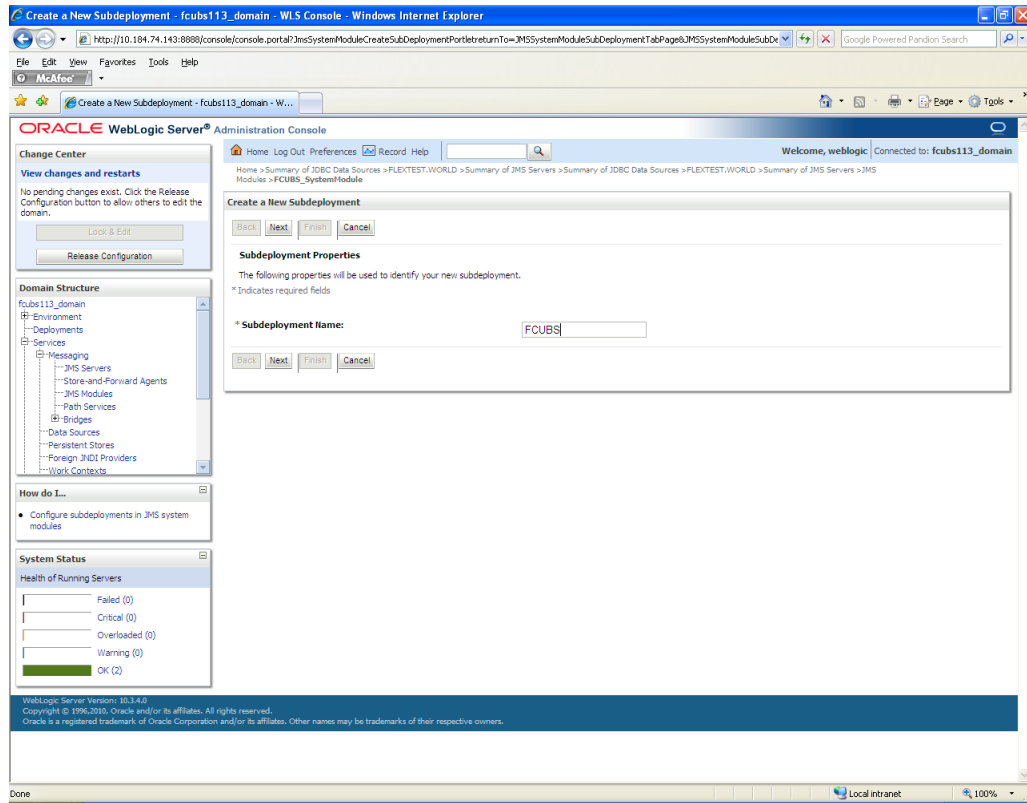 Create a New Subdeployment - fcubs113_domain - WLS Console - Windows Internet Explorer
http://10.184.74.143:8888/console/console.portal?JmsSystemModuleCreateSubDeploymentPortletreturnTo=JMSSystemModuleSubDeploymentTabPage&JMSSystemModuleSubDe
Google Powered Pandion Search
File Edit View Favorites Tools Help
McAfee
Create a New Subdeployment - fcubs113_domain - W...
Page Tools
ORACLE WebLogic Server® Administration Console
Change Center
View changes and restarts
No pending changes exist. Click the Release
Configuration button to allow others to edit the
domain.
Lock & Edit
Release Configuration
Domain Structure
fcubs113_domain
Environment
Deployments
Services
Messaging
JMS Servers
Store-and-Forward Agents
JMS Modules
Path Services
Bridges
Data Sources
Persistent Stores
Foreign JNDI Providers
Work Contexts
How do I...
Configure subdeployments in JMS system
modules
System Status
Health of Running Servers
Failed (0)
Critical (0)
Overloaded (0)
Warning (0)
OK (2)
Home Log Out Preferences Record Help
Welcome, weblogic Connected to: fcubs113_domain
Home >Summary of JDBC Data Sources >FLEXTEST.WORLD >Summary of JMS Servers >Summary of JDBC Data Sources >FLEXTEST.WORLD >Summary of JMS Servers >JMS
Modules >FCUBS_SystemModule
Create a New Subdeployment
Back Next Finish Cancel
Subdeployment Properties
The following properties will be used to identify your new subdeployment.
* Indicates required fields
* Subdeployment Name: FCUBS
Back Next Finish Cancel
WebLogic Server Version: 10.3.4.0
Copyright © 1996,2010, Oracle and/or its affiliates. All rights reserved.
Oracle is a registered trademark of Oracle Corporation and/or its affiliates. Other names may be trademarks of their respective owners.
Done
Local intranet
100%